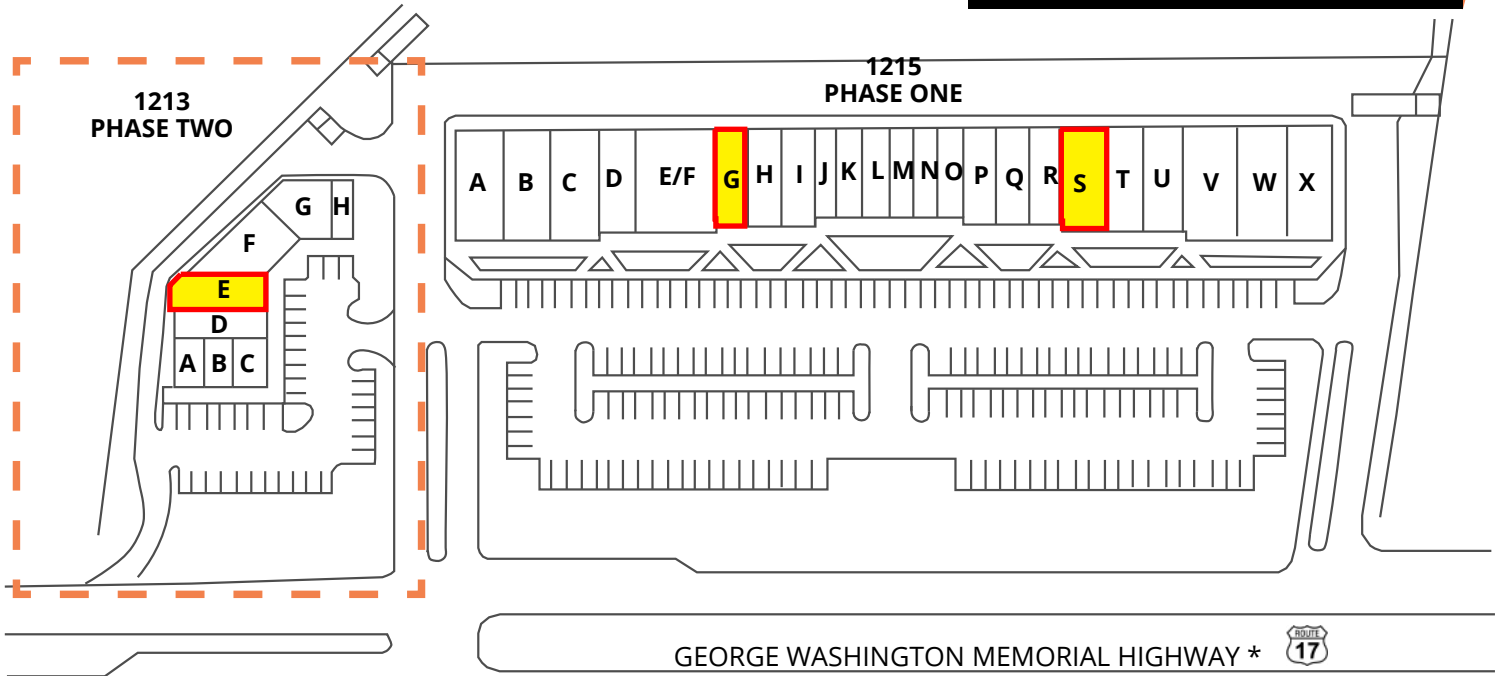 1213
PHASE TWO
G H
F
E
D
A B C
1215
PHASE ONE
A B C D E/F G H I J K L M N O P Q R S T U V W X
GEORGE WASHINGTON MEMORIAL HIGHWAY *
ROUTE
17